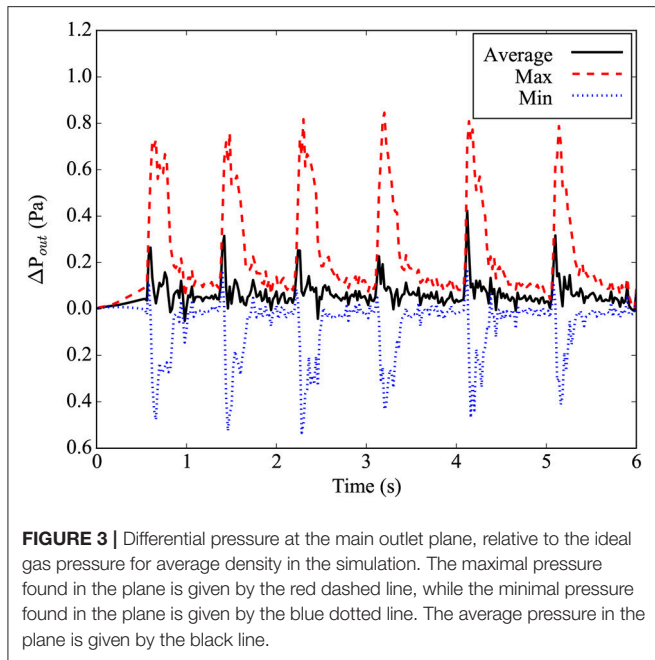 1.2
1.0
0.8
0.6
0.4
0.2
0.0
0.2
0.4
0.6
ΔP_out (Pa)
Average
Max
Min
0 1 2 3 4 5 6
Time (s)
FIGURE 3 | Differential pressure at the main outlet plane, relative to the ideal
gas pressure for average density in the simulation. The maximal pressure
found in the plane is given by the red dashed line, while the minimal pressure
found in the plane is given by the blue dotted line. The average pressure in the
plane is given by the black line.